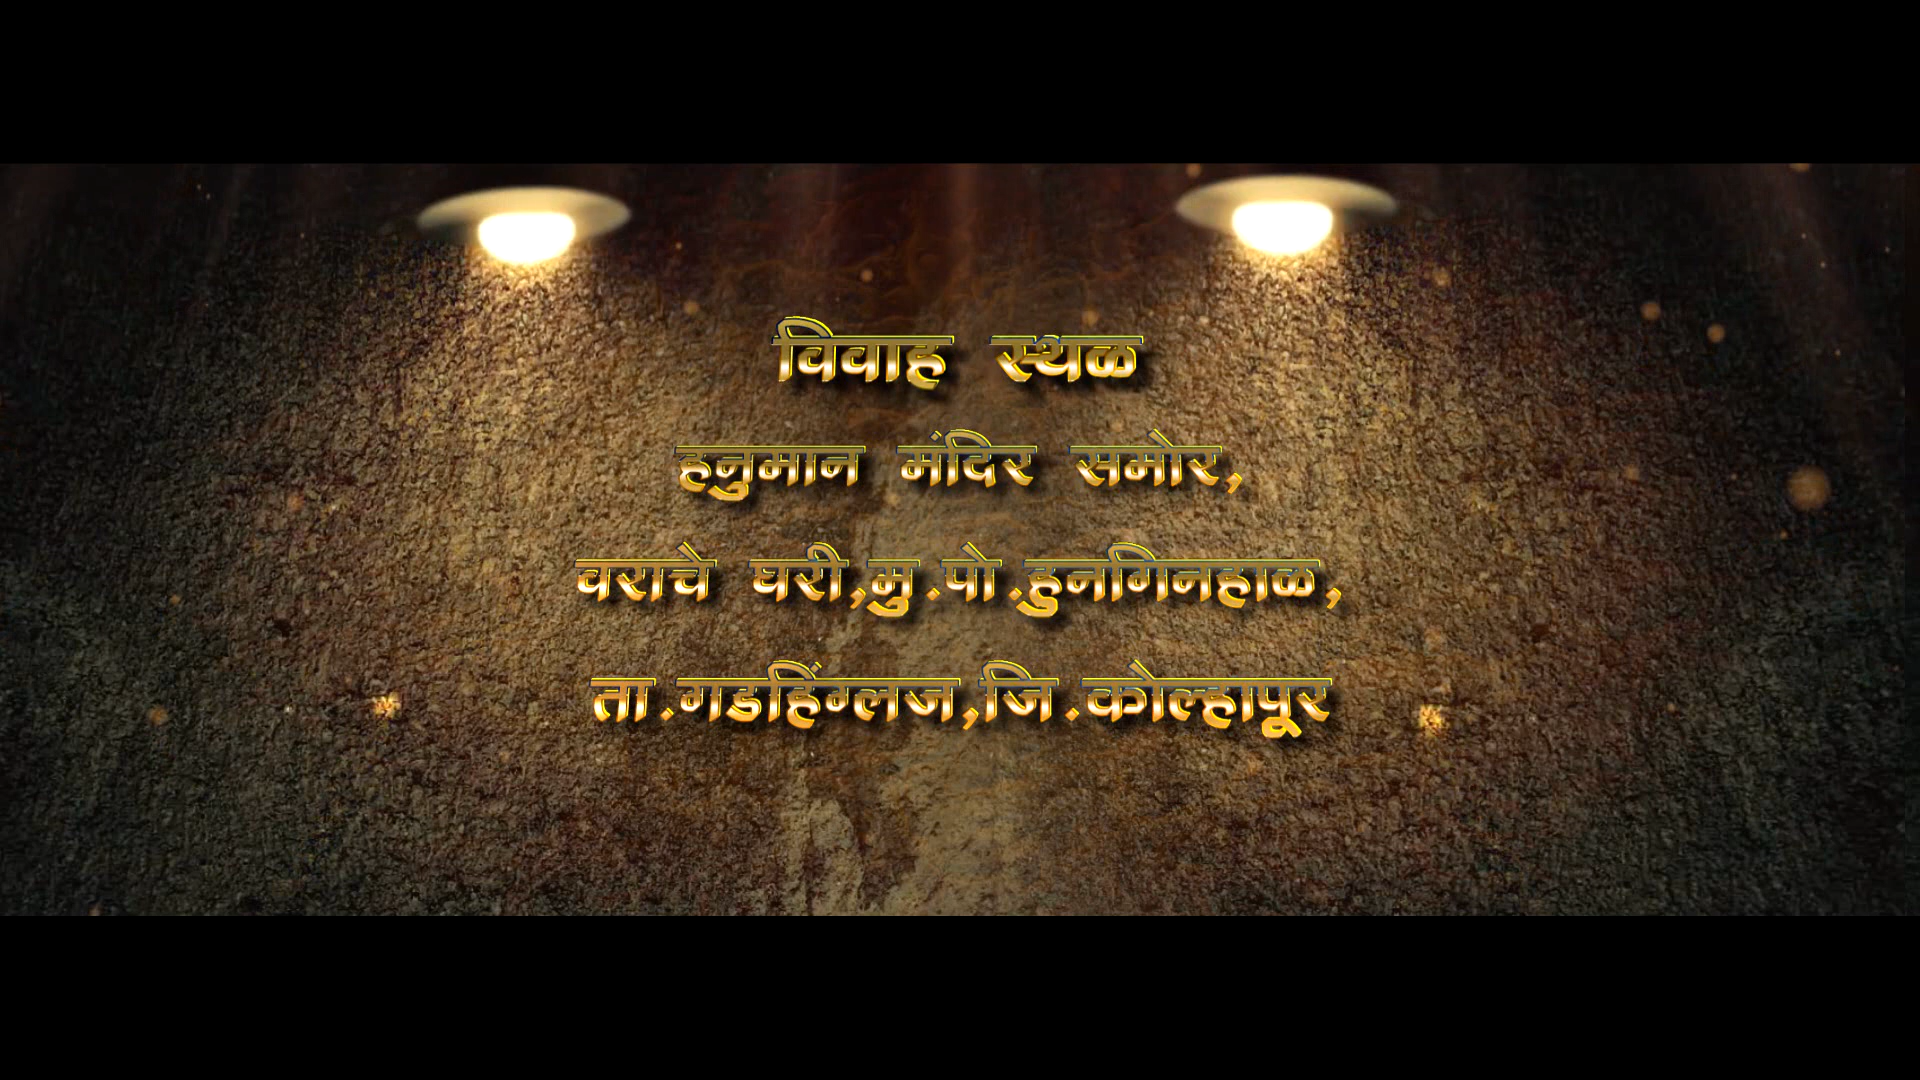 विवाह स्थळ
हनुमान मंदिर समोर,
वराचे घरी,मु.पो.हुनगिनहाळ,
ता.गडहिंग्लज,जि.कोल्हापूर